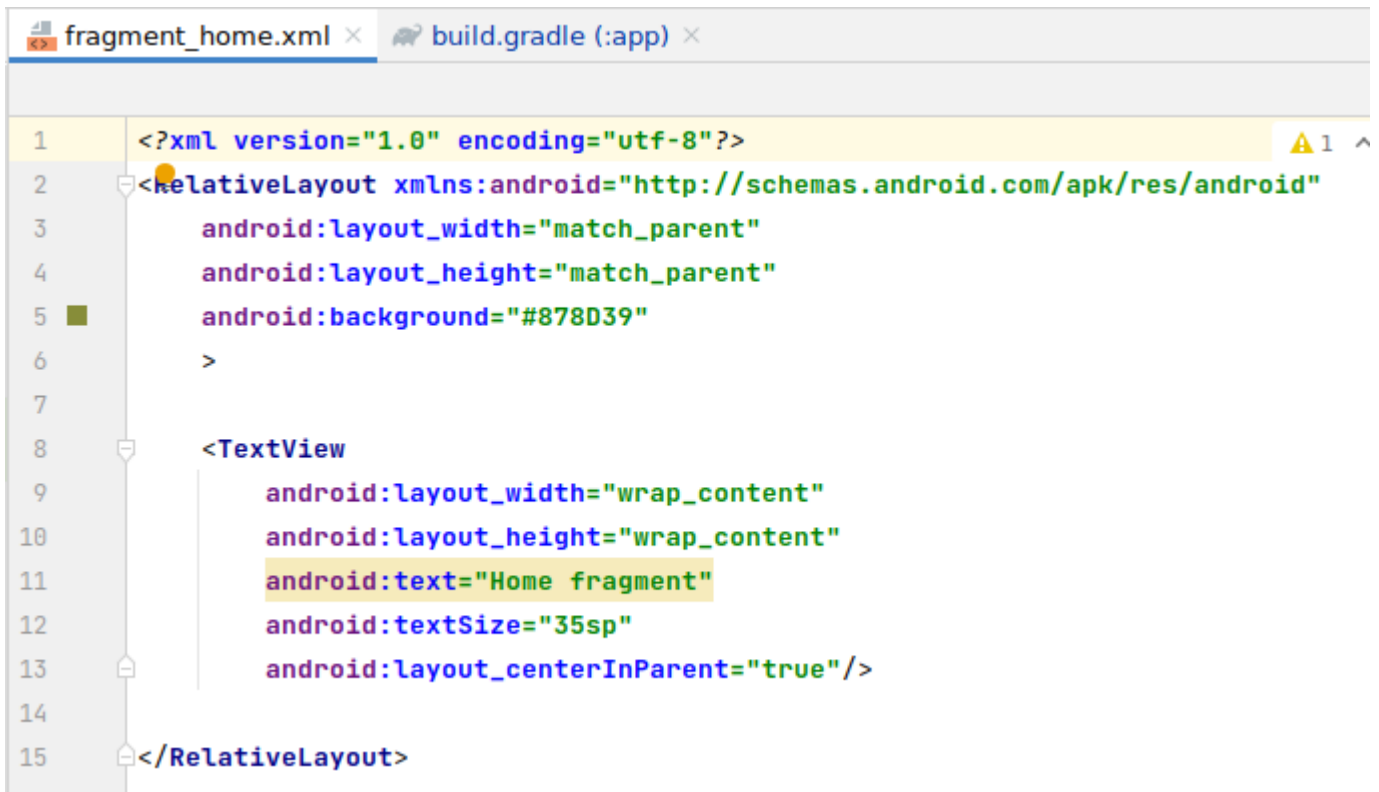 fragment_home.xml build.gradle (:app)
1 <?xml version="1.0" encoding="utf-8"?> 1
2 <RelativeLayout xmlns:android="http://schemas.android.com/apk/res/android"
3 android:layout_width="match_parent"
4 android:layout_height="match_parent"
5 android:background="#878D39"
6 >
7
8 <TextView
9 android:layout_width="wrap_content"
10 android:layout_height="wrap_content"
11 android:text="Home fragment"
12 android:textSize="35sp"
13 android:layout_centerInParent="true"/>
14
15 </RelativeLayout>